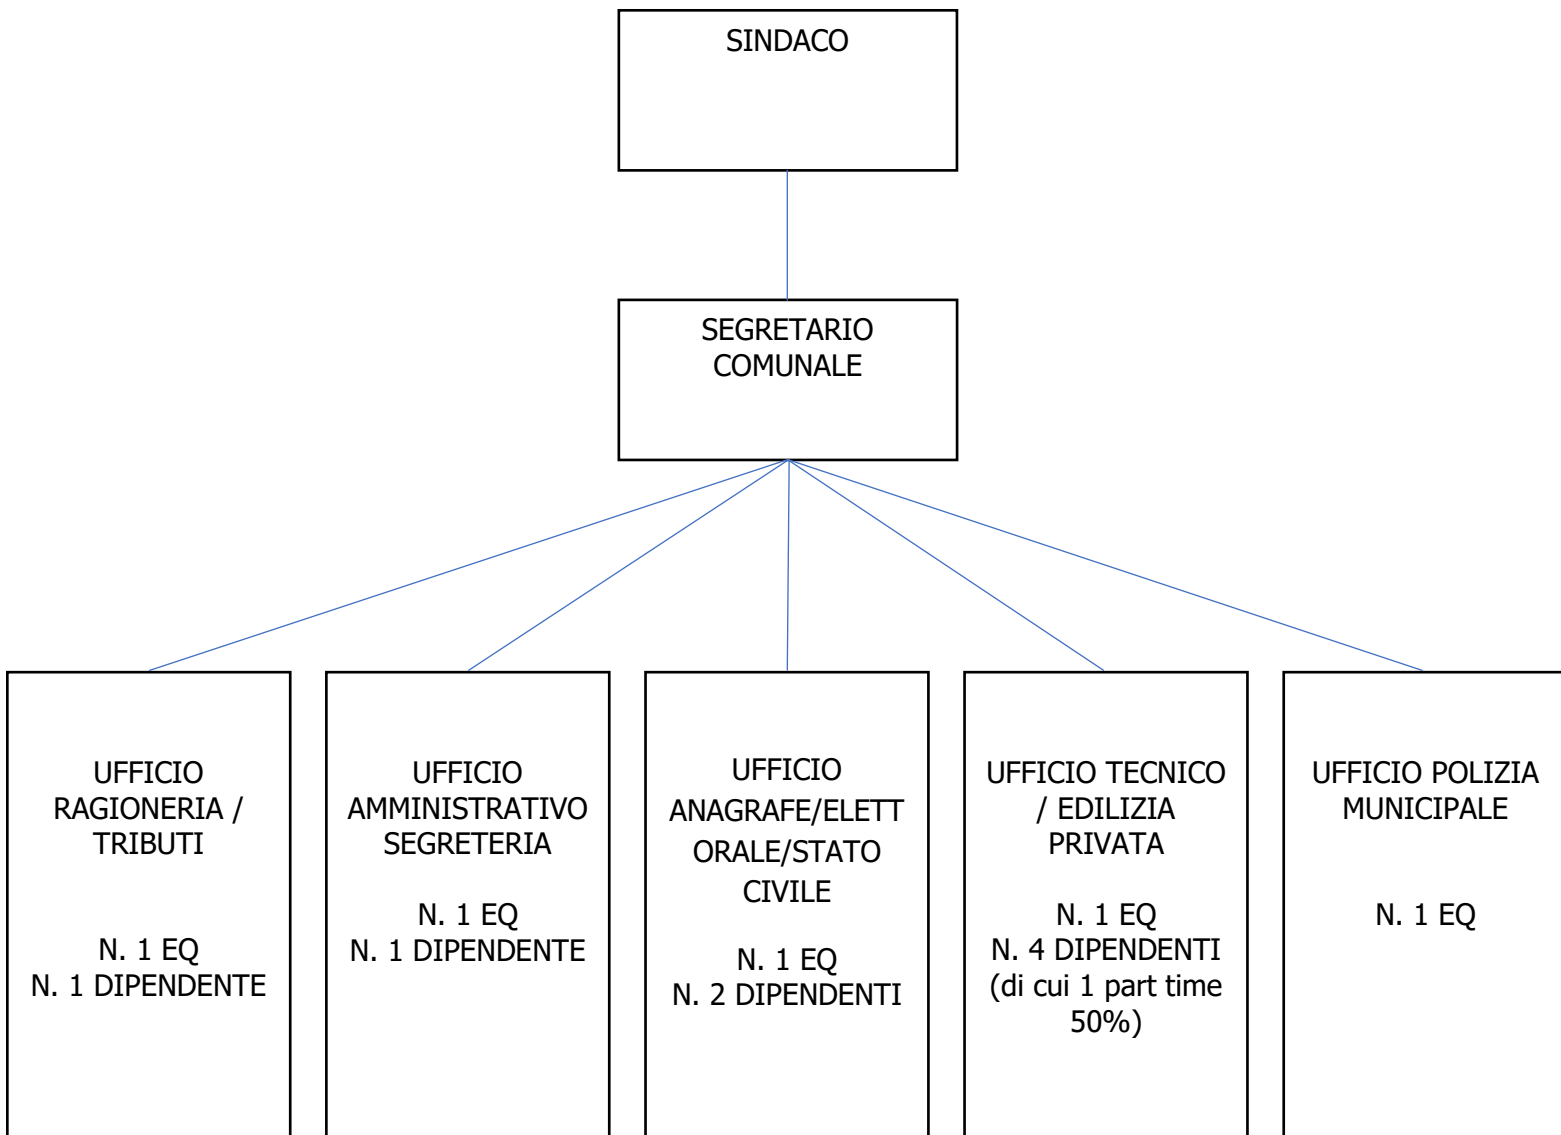 SINDACO
SEGRETARIO
COMUNALE
UFFICIO
RAGIONERIA /
TRIBUTI
N. 1 EQ
N. 1 DIPENDENTE
UFFICIO
AMMINISTRATIVO
SEGRETERIA
N. 1 EQ
N. 1 DIPENDENTE
UFFICIO
ANAGRAFE/ELETT
ORALE/STATO
CIVILE
N. 1 EQ
N. 2 DIPENDENTI
UFFICIO TECNICO
/ EDILIZIA
PRIVATA
N. 1 EQ
N. 4 DIPENDENTI
(di cui 1 part time
50%)
UFFICIO POLIZIA
MUNICIPALE
N. 1 EQ